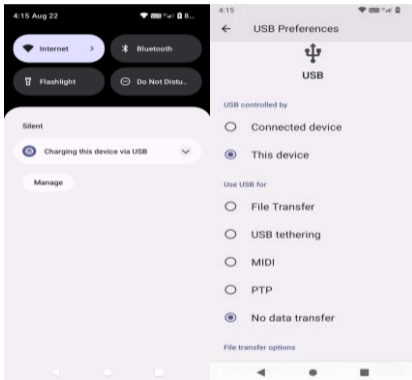 4:15 Aug 22
8...
Internet
Bluetooth
Flashlight
Do Not Distu..
Silent
Charging this device via USB
Manage
4:15
USB Preferences
USB
USB controlled by
Connected device
This device
Use USB for
File Transfer
USB tethering
MIDI
PTP
No data transfer
File transfer options